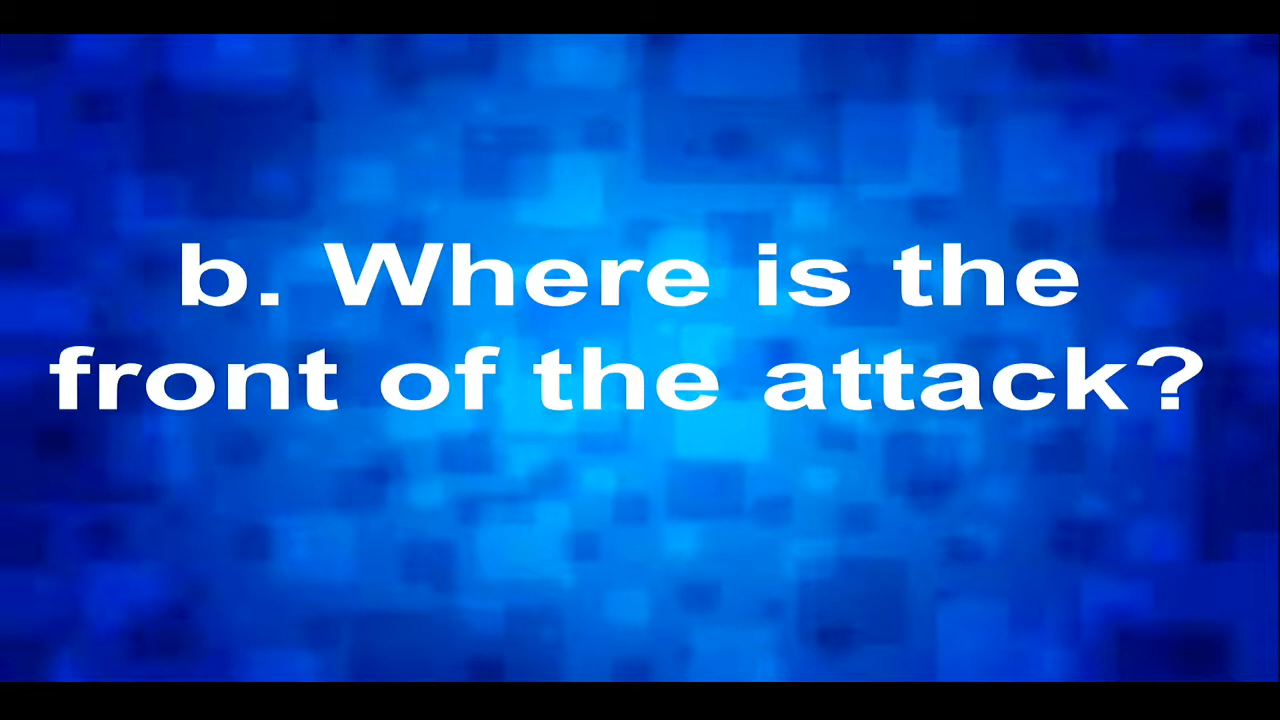 b. Where is the
front of the attack?